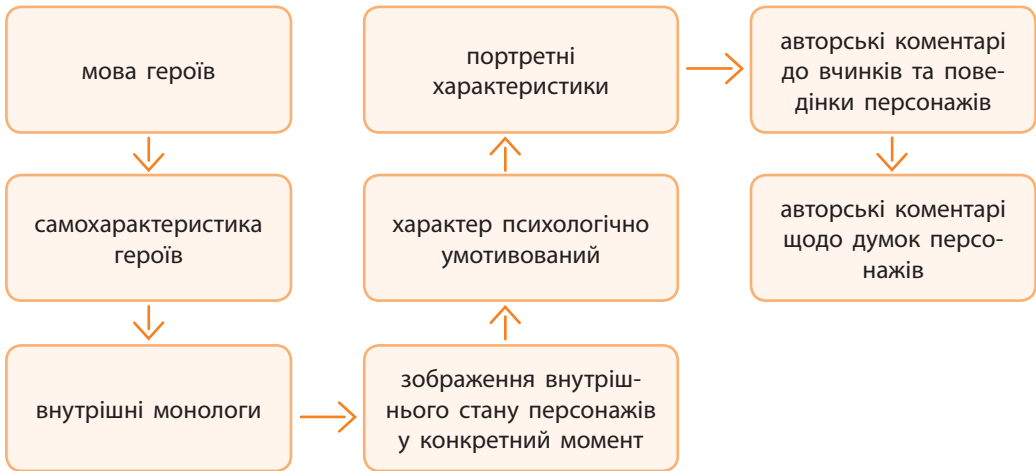 мова героїв
самохарактеристика
героїв
внутрішні монологи
зображення внутріш-
нього стану персонажів
у конкретний момент
характер психологічно
умотивований
портретні
характеристики
авторські коментарі
до вчинків та пове-
дінки персонажів
авторські коментарі
щодо думок персо-
нажів